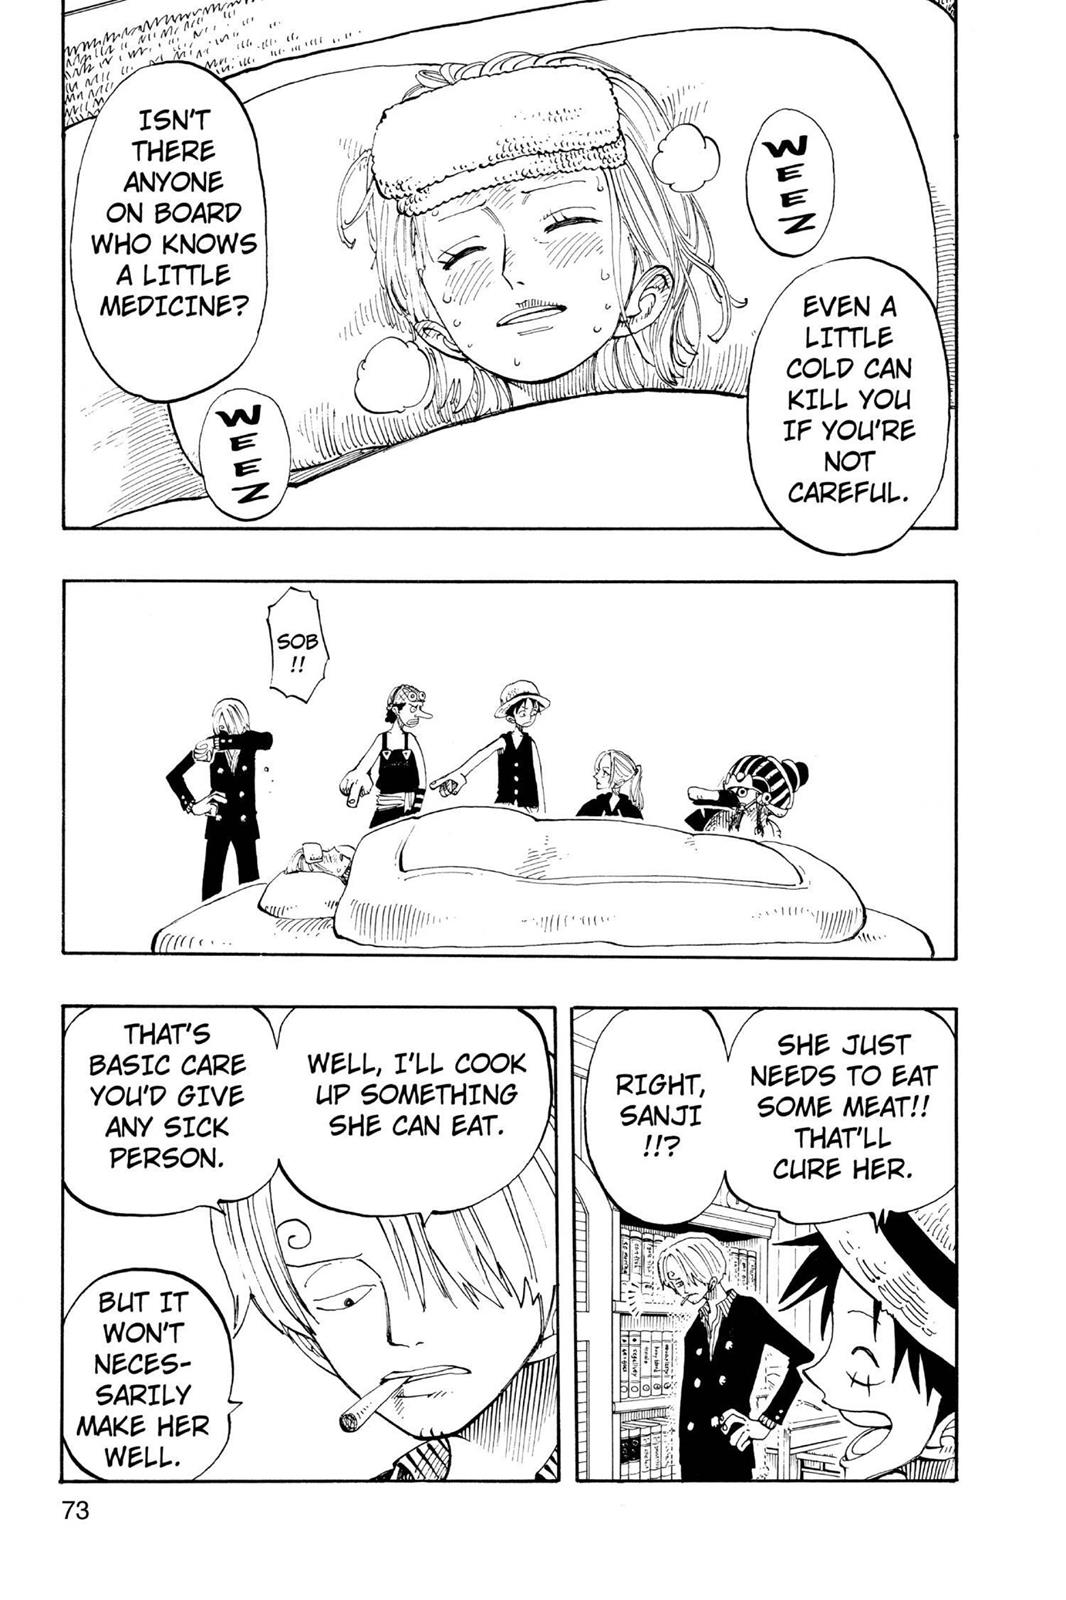 EVEN A
LITTLE
COLD CAN
KILL YOU
IF YOU'RE
NOT
CAREFUL.
WEEZ
ISN'T
THERE
ANYONE
ON BOARD
WHO KNOWS
A LITTLE
MEDICINE?
WEEZ
SOB
!!
SHE JUST
NEEDS TO EAT
SOME MEAT!!
THAT'LL
CURE HER.
RIGHT,
SANJI
!!?
WELL, I'LL COOK
UP SOMETHING
SHE CAN EAT.
THAT'S
BASIC CARE
YOU'D GIVE
ANY SICK
PERSON.
BUT IT
WON'T
NECES-
SARILY
MAKE HER
WELL.
73